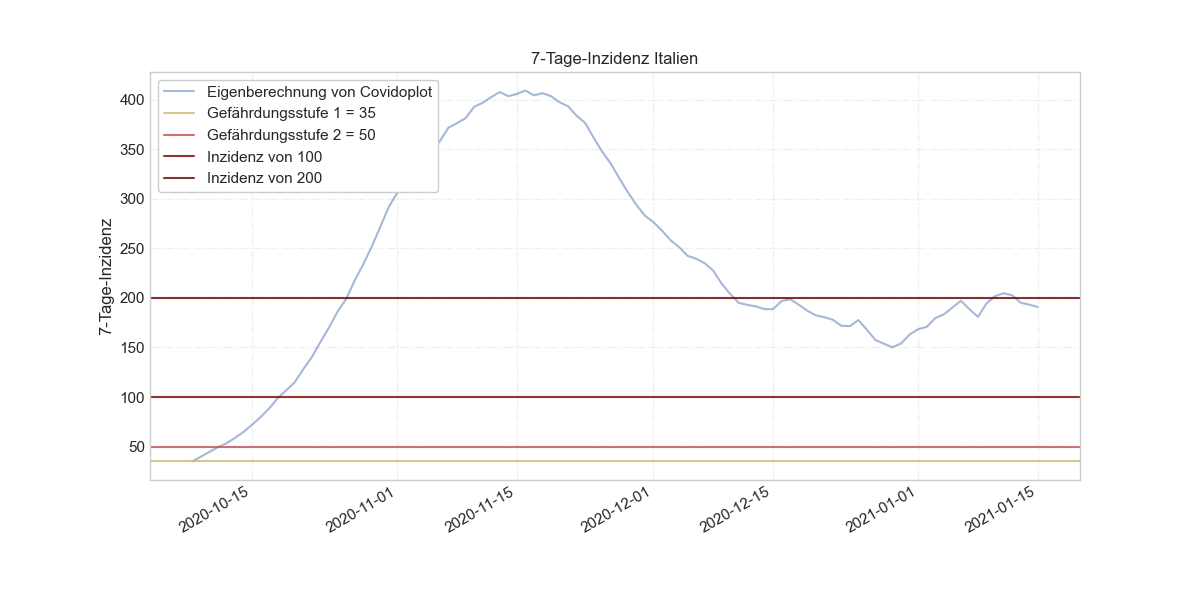 7-Tage-Inzidenz Italien
Eigenberechnung von Covidoplot
Gefährdungsstufe 1 = 35
Gefährdungsstufe 2 = 50
Inzidenz von 100
Inzidenz von 200
7-Tage-Inzidenz
400
350
300
250
200
150
100
50
2020-10-15
2020-11-01
2020-11-15
2020-12-01
2020-12-15
2021-01-01
2021-01-15